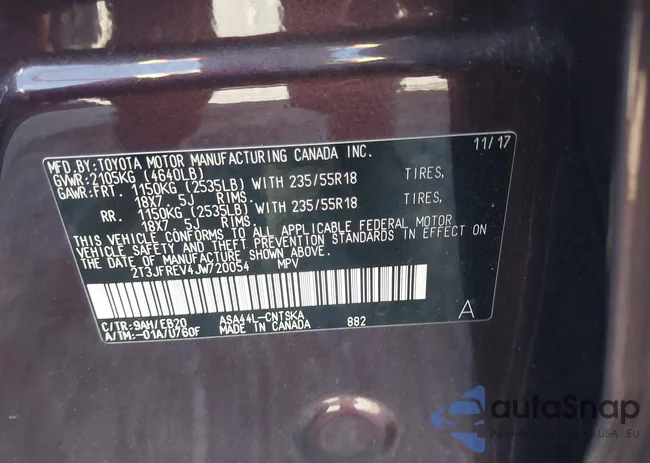 MFD.BY:TOYOTA MOTOR MANUFACTURING CANADA INC. 11/17
GVWR:2105KG (4640LB)
GAWR:FRT. 1150KG (2535LB) WITH 235/55R18 TIRES,
18X7.5J RIMS,
RR. 1150KG (2535LB) WITH 235/55R18 TIRES,
18X7.5J RIMS,
THIS VEHICLE CONFORMS TO ALL APPLICABLE FEDERAL MOTOR
VEHICLE SAFETY AND THEFT PREVENTION STANDARDS IN EFFECT ON
THE DATE OF MANUFACTURE SHOWN ABOVE.
2T3JFREV4JW720054 MPV
C/TR:9AH/EB20 ASA44L-CNTSKA A
A/TM:-01A/U760F MADE IN CANADA 882
autoSnap
USA - EU